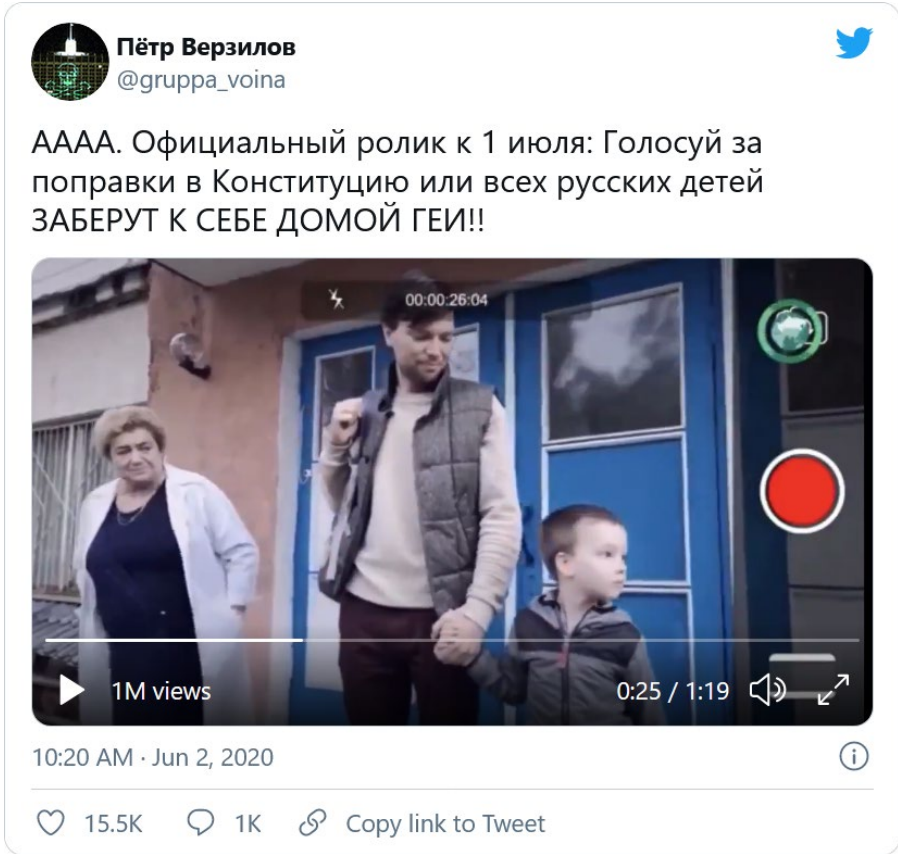 Пётр Верзилов
@gruppa_voina
АААА. Официальный ролик к 1 июля: Голосуй за
поправки в Конституцию или всех русских детей
ЗАБЕРУТ К СЕБЕ ДОМОЙ ГЕИ!!
00:00:26:04
1M views
0:25 / 1:19
10:20 AM · Jun 2, 2020
15.5K
1K
Copy link to Tweet